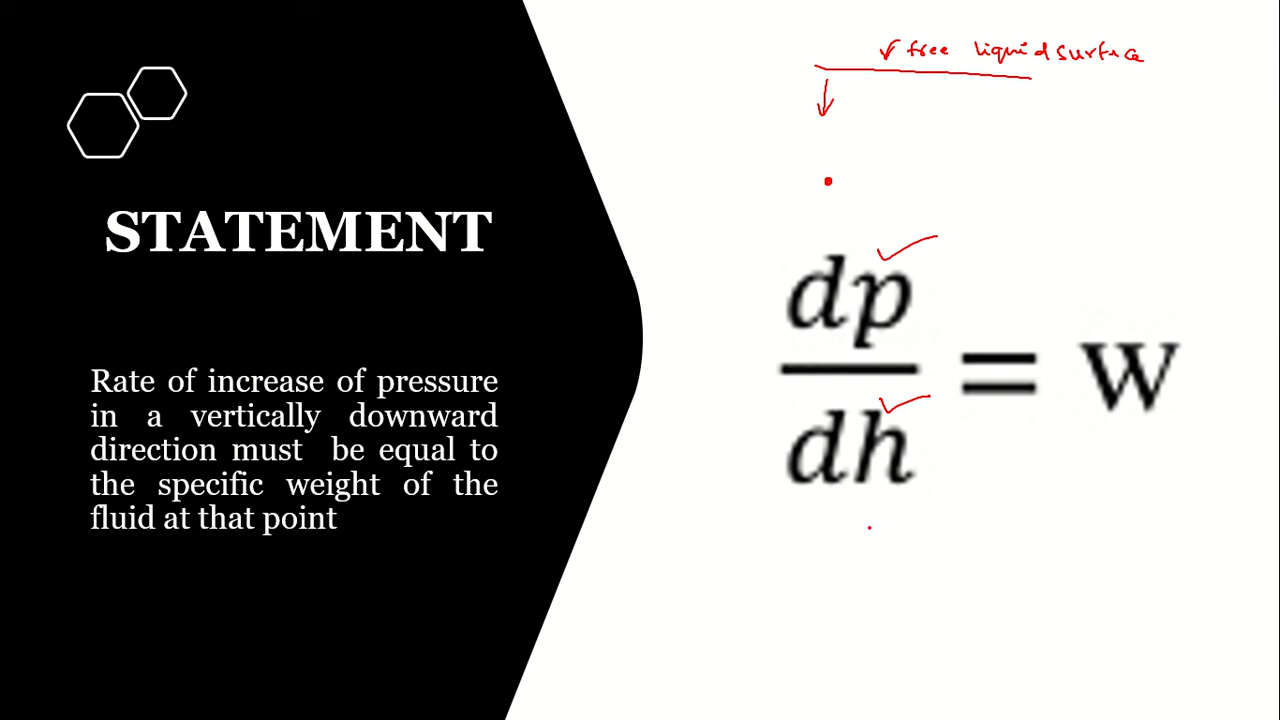 free liquid surface
STATEMENT
Rate of increase of pressure
in a vertically downward
direction must be equal to
the specific weight of the
fluid at that point
dp
dh
= w